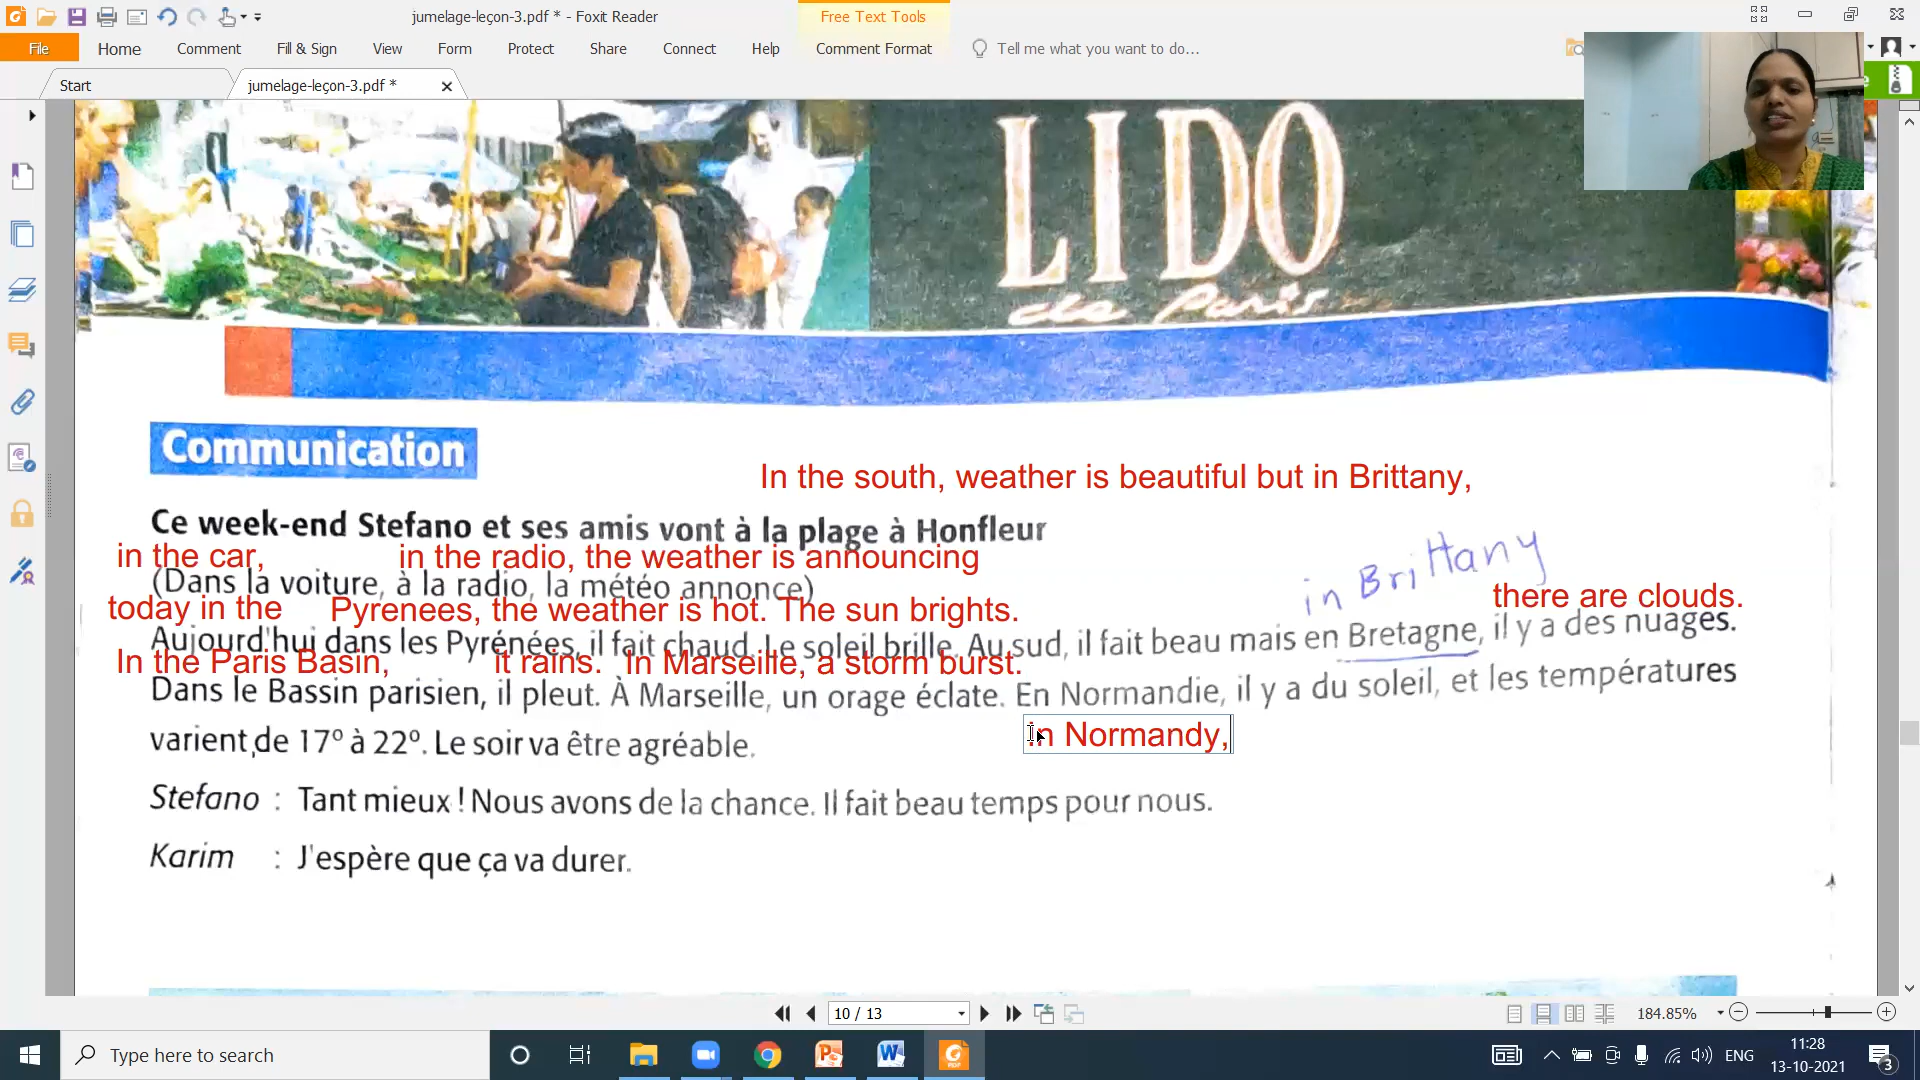 jumelage-leçon-3.pdf * - Foxit Reader
Free Text Tools
File Home Comment Fill & Sign View Form Protect Share Connect Help Comment Format Tell me what you want to do...
Start jumelage-leçon-3.pdf *
LIDO
de Paris
Communication
In the south, weather is beautiful but in Brittany,
Ce week-end Stefano et ses amis vont à la plage à Honfleur
in the car, in the radio, the weather is announcing
in Brittany
(Dans la voiture, à la radio, la météo annonce)
there are clouds.
today in the Pyrenees, the weather is hot. The sun brights.
Aujourd'hui dans les Pyrénées, il fait chaud. Le soleil brille. Au sud, il fait beau mais en Bretagne, il y a des nuages.
In the Paris Basin, it rains. In Marseille, a storm burst.
Dans le Bassin parisien, il pleut. À Marseille, un orage éclate. En Normandie, il y a du soleil, et les températures
in Normandy,
varient de 17° à 22°. Le soir va être agréable.
Stefano : Tant mieux ! Nous avons de la chance. Il fait beau temps pour nous.
Karim : J'espère que ça va durer.
10 / 13
184.85%
Type here to search
ENG
11:28
13-10-2021
3